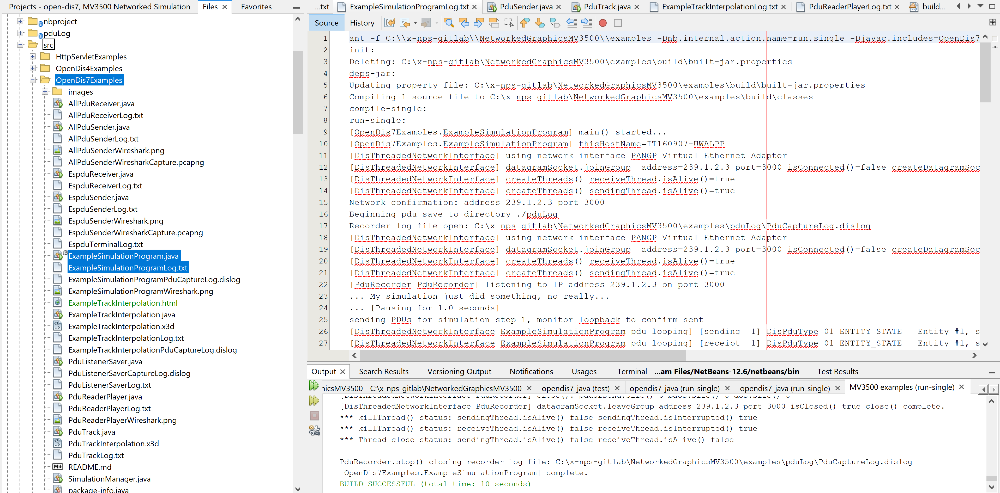 Projects - open-dis7, MV3500 Networked Simulation
Files
Favorites
nbproject
pduLog
src
HttpServletExamples
OpenDis4Examples
OpenDis7Examples
images
AllPduReceiver.java
AllPduReceiverLog.txt
AllPduSender.java
AllPduSenderLog.txt
AllPduSenderWireshark.png
AllPduSenderWiresharkCapture.pcapng
EspduReceiver.java
EspduReceiverLog.txt
EspduSender.java
EspduSenderLog.txt
EspduSenderWireshark.png
EspduSenderWiresharkCapture.pcapng
EspduTerminalLog.txt
ExampleSimulationProgram.java
ExampleSimulationProgramLog.txt
ExampleSimulationProgramPduCaptureLog.dislog
ExampleSimulationProgramWireshark.png
ExampleTrackInterpolation.html
ExampleTrackInterpolation.java
ExampleTrackInterpolation.x3d
ExampleTrackInterpolationLog.txt
ExampleTrackInterpolationPduCaptureLog.dislog
PduListenerSaver.java
PduListenerSaverCaptureLog.dislog
PduListenerSaverLog.txt
PduReaderPlayer.java
PduReaderPlayerLog.txt
PduReaderPlayerWireshark.png
PduTrack.java
PduTrackInterpolation.x3d
PduTrackLog.txt
README.md
SimulationManager.java
package-info.java
...txt
ExampleSimulationProgramLog.txt
PduSender.java
PduTrack.java
ExampleTrackInterpolationLog.txt
PduReaderPlayerLog.txt
build...
Source
History
1 ant -f C:\\x-nps-gitlab\\NetworkedGraphicsMV3500\\examples -Dnb.internal.action.name=run.single -Djavac.includes=OpenDis7
2 init:
3 Deleting: C:\x-nps-gitlab\NetworkedGraphicsMV3500\examples\build\built-jar.properties
4 deps-jar:
5 Updating property file: C:\x-nps-gitlab\NetworkedGraphicsMV3500\examples\build\built-jar.properties
6 Compiling 1 source file to C:\x-nps-gitlab\NetworkedGraphicsMV3500\examples\build\classes
7 compile-single:
8 run-single:
9 [OpenDis7Examples.ExampleSimulationProgram] main() started...
10 [OpenDis7Examples.ExampleSimulationProgram] thisHostName=IT160907-UWALPP
11 [DisThreadedNetworkInterface] using network interface PANGP Virtual Ethernet Adapter
12 [DisThreadedNetworkInterface] datagramSocket.joinGroup  address=239.1.2.3 port=3000 isConnected()=false createDatagramSoc
13 [DisThreadedNetworkInterface] createThreads() receiveThread.isAlive()=true
14 [DisThreadedNetworkInterface] createThreads() sendingThread.isAlive()=true
15 Network confirmation: address=239.1.2.3 port=3000
16 Beginning pdu save to directory ./pduLog
17 Recorder log file open: C:\x-nps-gitlab\NetworkedGraphicsMV3500\examples\pduLog\PduCaptureLog.dislog
18 [DisThreadedNetworkInterface] using network interface PANGP Virtual Ethernet Adapter
19 [DisThreadedNetworkInterface] datagramSocket.joinGroup  address=239.1.2.3 port=3000 isConnected()=false createDatagramSoc
20 [DisThreadedNetworkInterface] createThreads() receiveThread.isAlive()=true
21 [DisThreadedNetworkInterface] createThreads() sendingThread.isAlive()=true
22 [PduRecorder PduRecorder] listening to IP address 239.1.2.3 on port 3000
23 ... My simulation just did something, no really...
24 ... [Pausing for 1.0 seconds]
25 sending PDUs for simulation step 1, monitor loopback to confirm sent
26 [DisThreadedNetworkInterface ExampleSimulationProgram pdu looping] [sending  1] DisPduType 01 ENTITY_STATE   Entity #1, s
27 [DisThreadedNetworkInterface ExampleSimulationProgram pdu looping] [receipt  1] DisPduType 01 ENTITY_STATE   Entity #1, s
Output
Search Results
Versioning Output
Notifications
Usages
Terminal - ...am Files/NetBeans-12.6/netbeans/bin
Test Results
hicsMV3500 - C:\x-nps-gitlab\NetworkedGraphicsMV3500
opendis7-java (test)
opendis7-java (run-single)
opendis7-java (run-single)
MV3500 examples (run-single)
[DisThreadedNetworkInterface PduRecorder] close(): pdus2send.size()=0 baos.size()=0 dos.size()=0
[DisThreadedNetworkInterface PduRecorder] datagramSocket.leaveGroup address=239.1.2.3 port=3000 isClosed()=true close() complete.
*** killThread() status: sendingThread.isAlive()=false sendingThread.isInterrupted()=true
*** killThread() status: receiveThread.isAlive()=false receiveThread.isInterrupted()=true
*** Thread close status: sendingThread.isAlive()=false receiveThread.isAlive()=false
PduRecorder.stop() closing recorder log file: C:\x-nps-gitlab\NetworkedGraphicsMV3500\examples\pduLog\PduCaptureLog.dislog
[OpenDis7Examples.ExampleSimulationProgram] complete.
BUILD SUCCESSFUL (total time: 10 seconds)